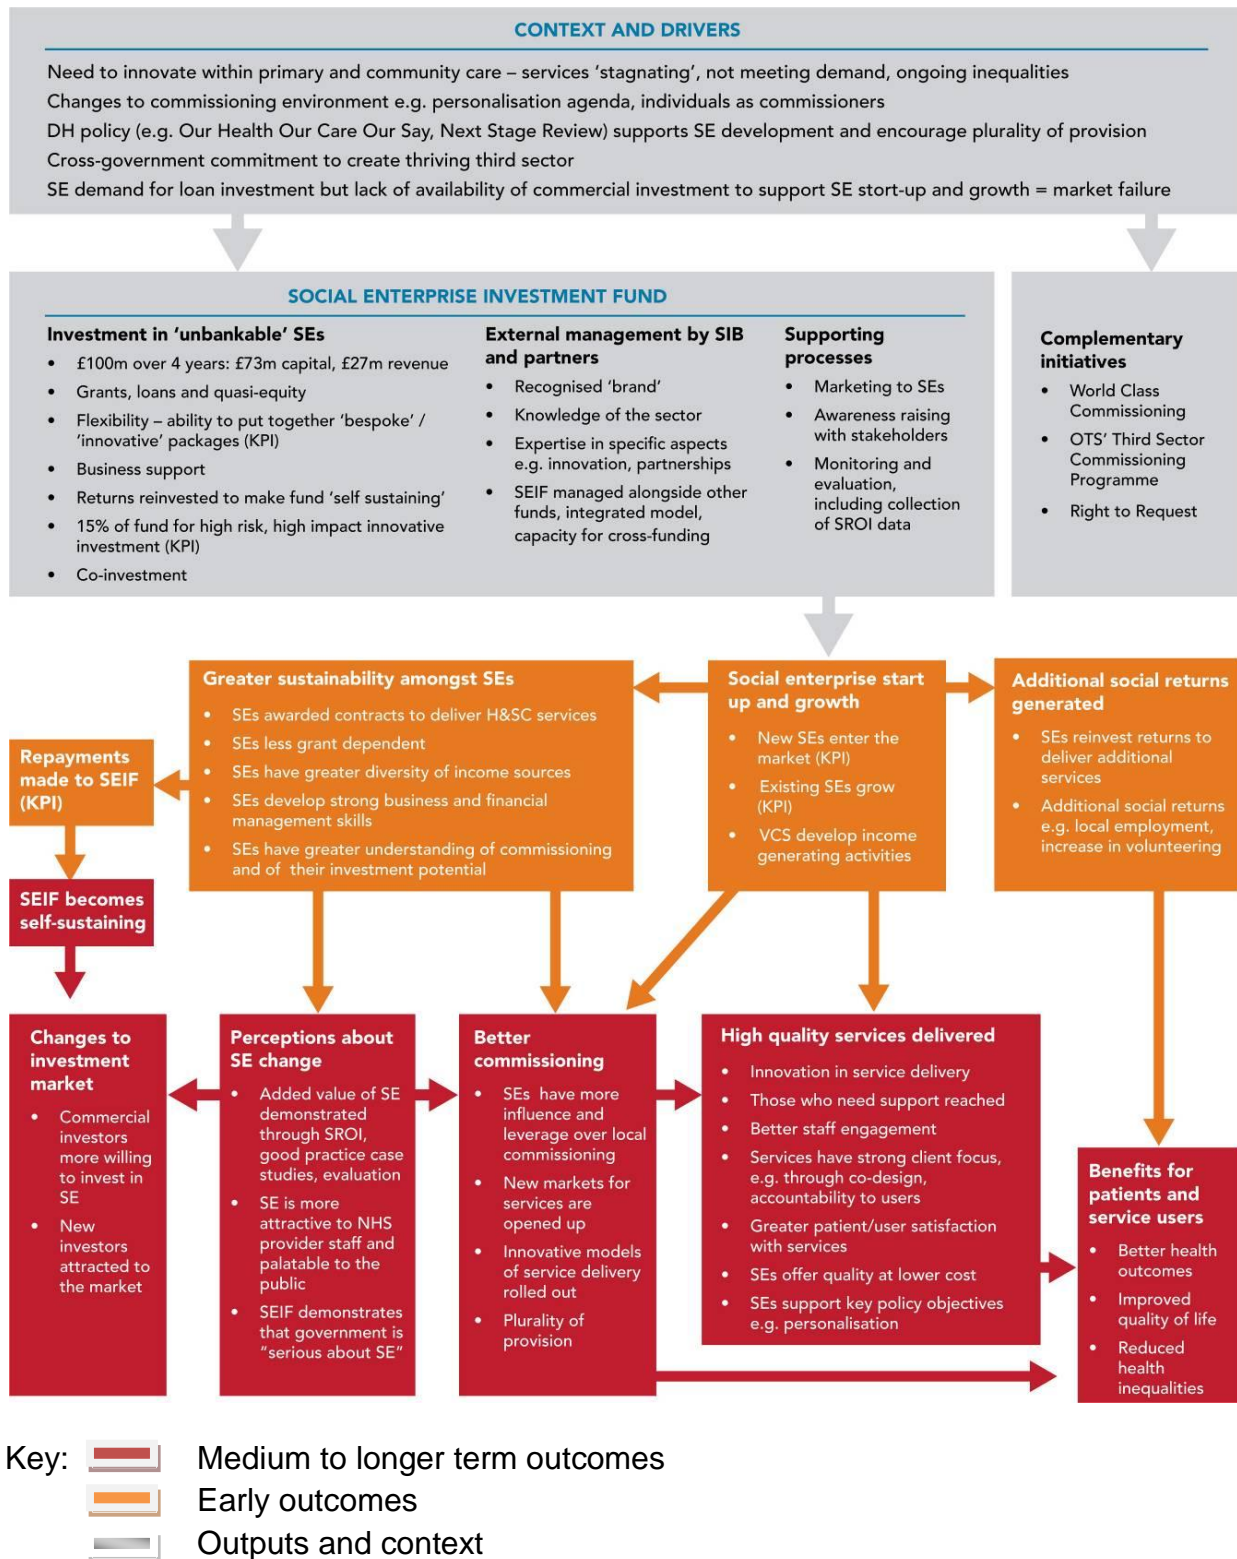 CONTEXT AND DRIVERS
Need to innovate within primary and community care – services ‘stagnating’, not meeting demand, ongoing inequalities
Changes to commissioning environment e.g. personalisation agenda, individuals as commissioners
DH policy (e.g. Our Health Our Care Our Say, Next Stage Review) supports SE development and encourage plurality of provision
Cross-government commitment to create thriving third sector
SE demand for loan investment but lack of availability of commercial investment to support SE start-up and growth = market failure
SOCIAL ENTERPRISE INVESTMENT FUND
Investment in ‘unbankable’ SEs
• £100m over 4 years: £73m capital, £27m revenue
• Grants, loans and quasi-equity
• Flexibility – ability to put together ‘bespoke’ /
‘innovative’ packages (KPI)
• Business support
• Returns reinvested to make fund ‘self sustaining’
• 15% of fund for high risk, high impact innovative
investment (KPI)
• Co-investment
External management by SIB
and partners
• Recognised ‘brand’
• Knowledge of the sector
• Expertise in specific aspects
e.g. innovation, partnerships
• SEIF managed alongside other
funds, integrated model,
capacity for cross-funding
Supporting
processes
• Marketing to SEs
• Awareness raising
with stakeholders
• Monitoring and
evaluation,
including collection
of SROI data
Complementary
initiatives
• World Class
Commissioning
• OTS’ Third Sector
Commissioning
Programme
• Right to Request
Greater sustainability amongst SEs
• SEs awarded contracts to deliver H&SC services
• SEs less grant dependent
• SEs have greater diversity of income sources
• SEs develop strong business and financial
management skills
• SEs have greater understanding of commissioning
and of their investment potential
Social enterprise start
up and growth
• New SEs enter the
market (KPI)
• Existing SEs grow
(KPI)
• VCS develop income
generating activities
Additional social returns
generated
• SEs reinvest returns to
deliver additional
services
• Additional social returns
e.g. local employment,
increase in volunteering
Repayments
made to SEIF
(KPI)
SEIF becomes
self-sustaining
Changes to
investment
market
• Commercial
investors
more willing
to invest in
SE
• New
investors
attracted to
the market
Perceptions about
SE change
• Added value of SE
demonstrated
through SROI,
good practice case
studies, evaluation
• SE is more
attractive to NHS
provider staff and
palatable to the
public
• SEIF demonstrates
that government is
“serious about SE”
Better
commissioning
• SEs have more
influence and
leverage over local
commissioning
• New markets for
services are
opened up
• Innovative models
of service delivery
rolled out
• Plurality of
provision
High quality services delivered
• Innovation in service delivery
• Those who need support reached
• Better staff engagement
• Services have strong client focus,
e.g. through co-design,
accountability to users
• Greater patient/user satisfaction
with services
• SEs offer quality at lower cost
• SEs support key policy objectives
e.g. personalisation
Benefits for
patients and
service users
• Better health
outcomes
• Improved
quality of life
• Reduced
health
inequalities
Key: Medium to longer term outcomes
Early outcomes
Outputs and context